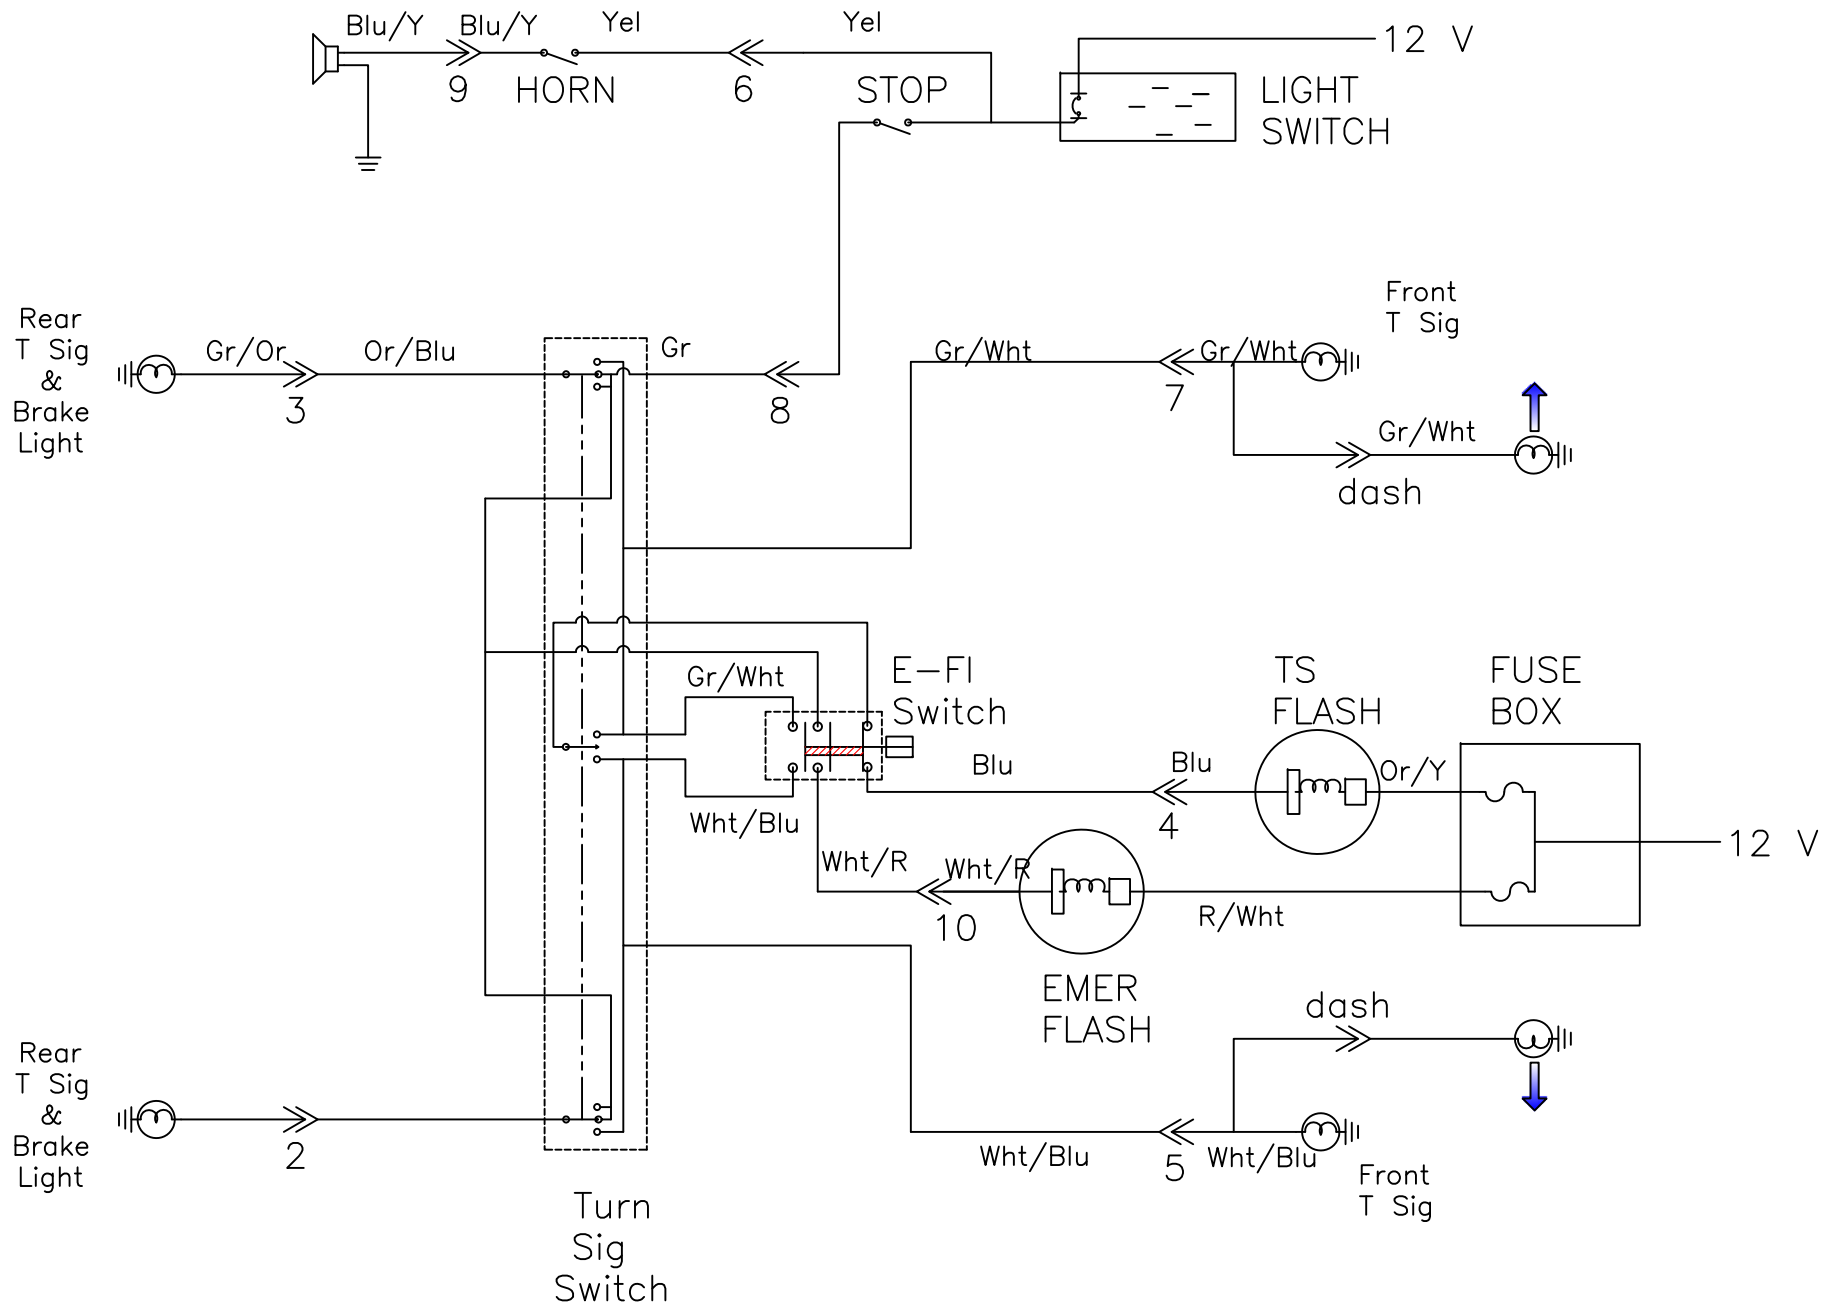 Blu/Y
Blu/Y
Yel
Yel
12 V
9
HORN
6
STOP
LIGHT
SWITCH
Rear
T Sig
&
Brake
Light
Gr/Or
Or/Blu
3
Gr
8
Gr/Wht
Gr/Wht
7
Front
T Sig
Gr/Wht
dash
Gr/Wht
E-FI
Switch
TS
FLASH
FUSE
BOX
Blu
Blu
Or/Y
4
Wht/Blu
Wht/R
Wht/R
10
R/Wht
12 V
EMER
FLASH
dash
Rear
T Sig
&
Brake
Light
2
Wht/Blu
5
Wht/Blu
Front
T Sig
Turn
Sig
Switch